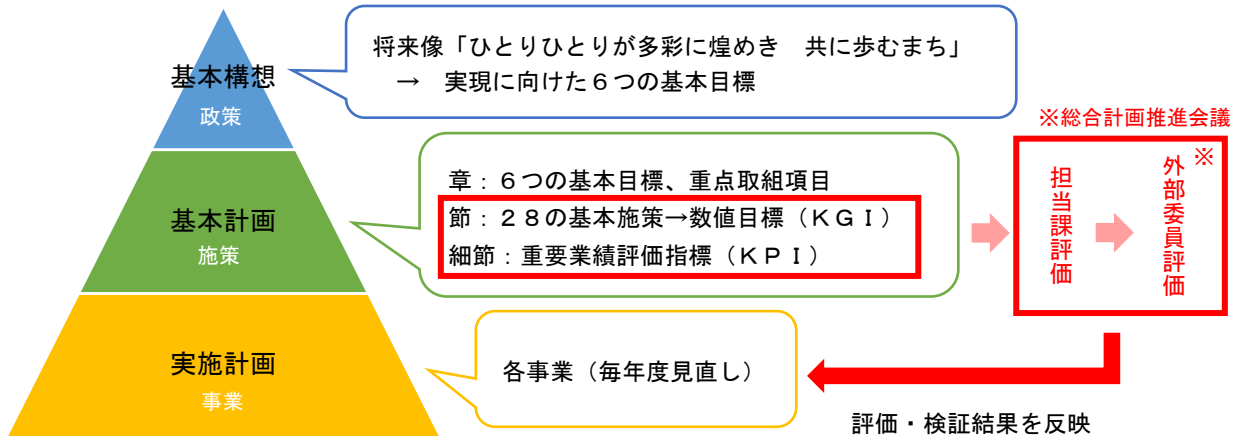 基本構想
政策
将来像「ひとりひとりが多彩に煌めき　共に歩むまち」
→　実現に向けた６つの基本目標
基本計画
施策
章：６つの基本目標、重点取組項目
節：２８の基本施策→数値目標（ＫＧＩ）
細節：重要業績評価指標（ＫＰＩ）
※総合計画推進会議
担当課評価
外部委員評価
※
実施計画
事業
各事業（毎年度見直し）
評価・検証結果を反映